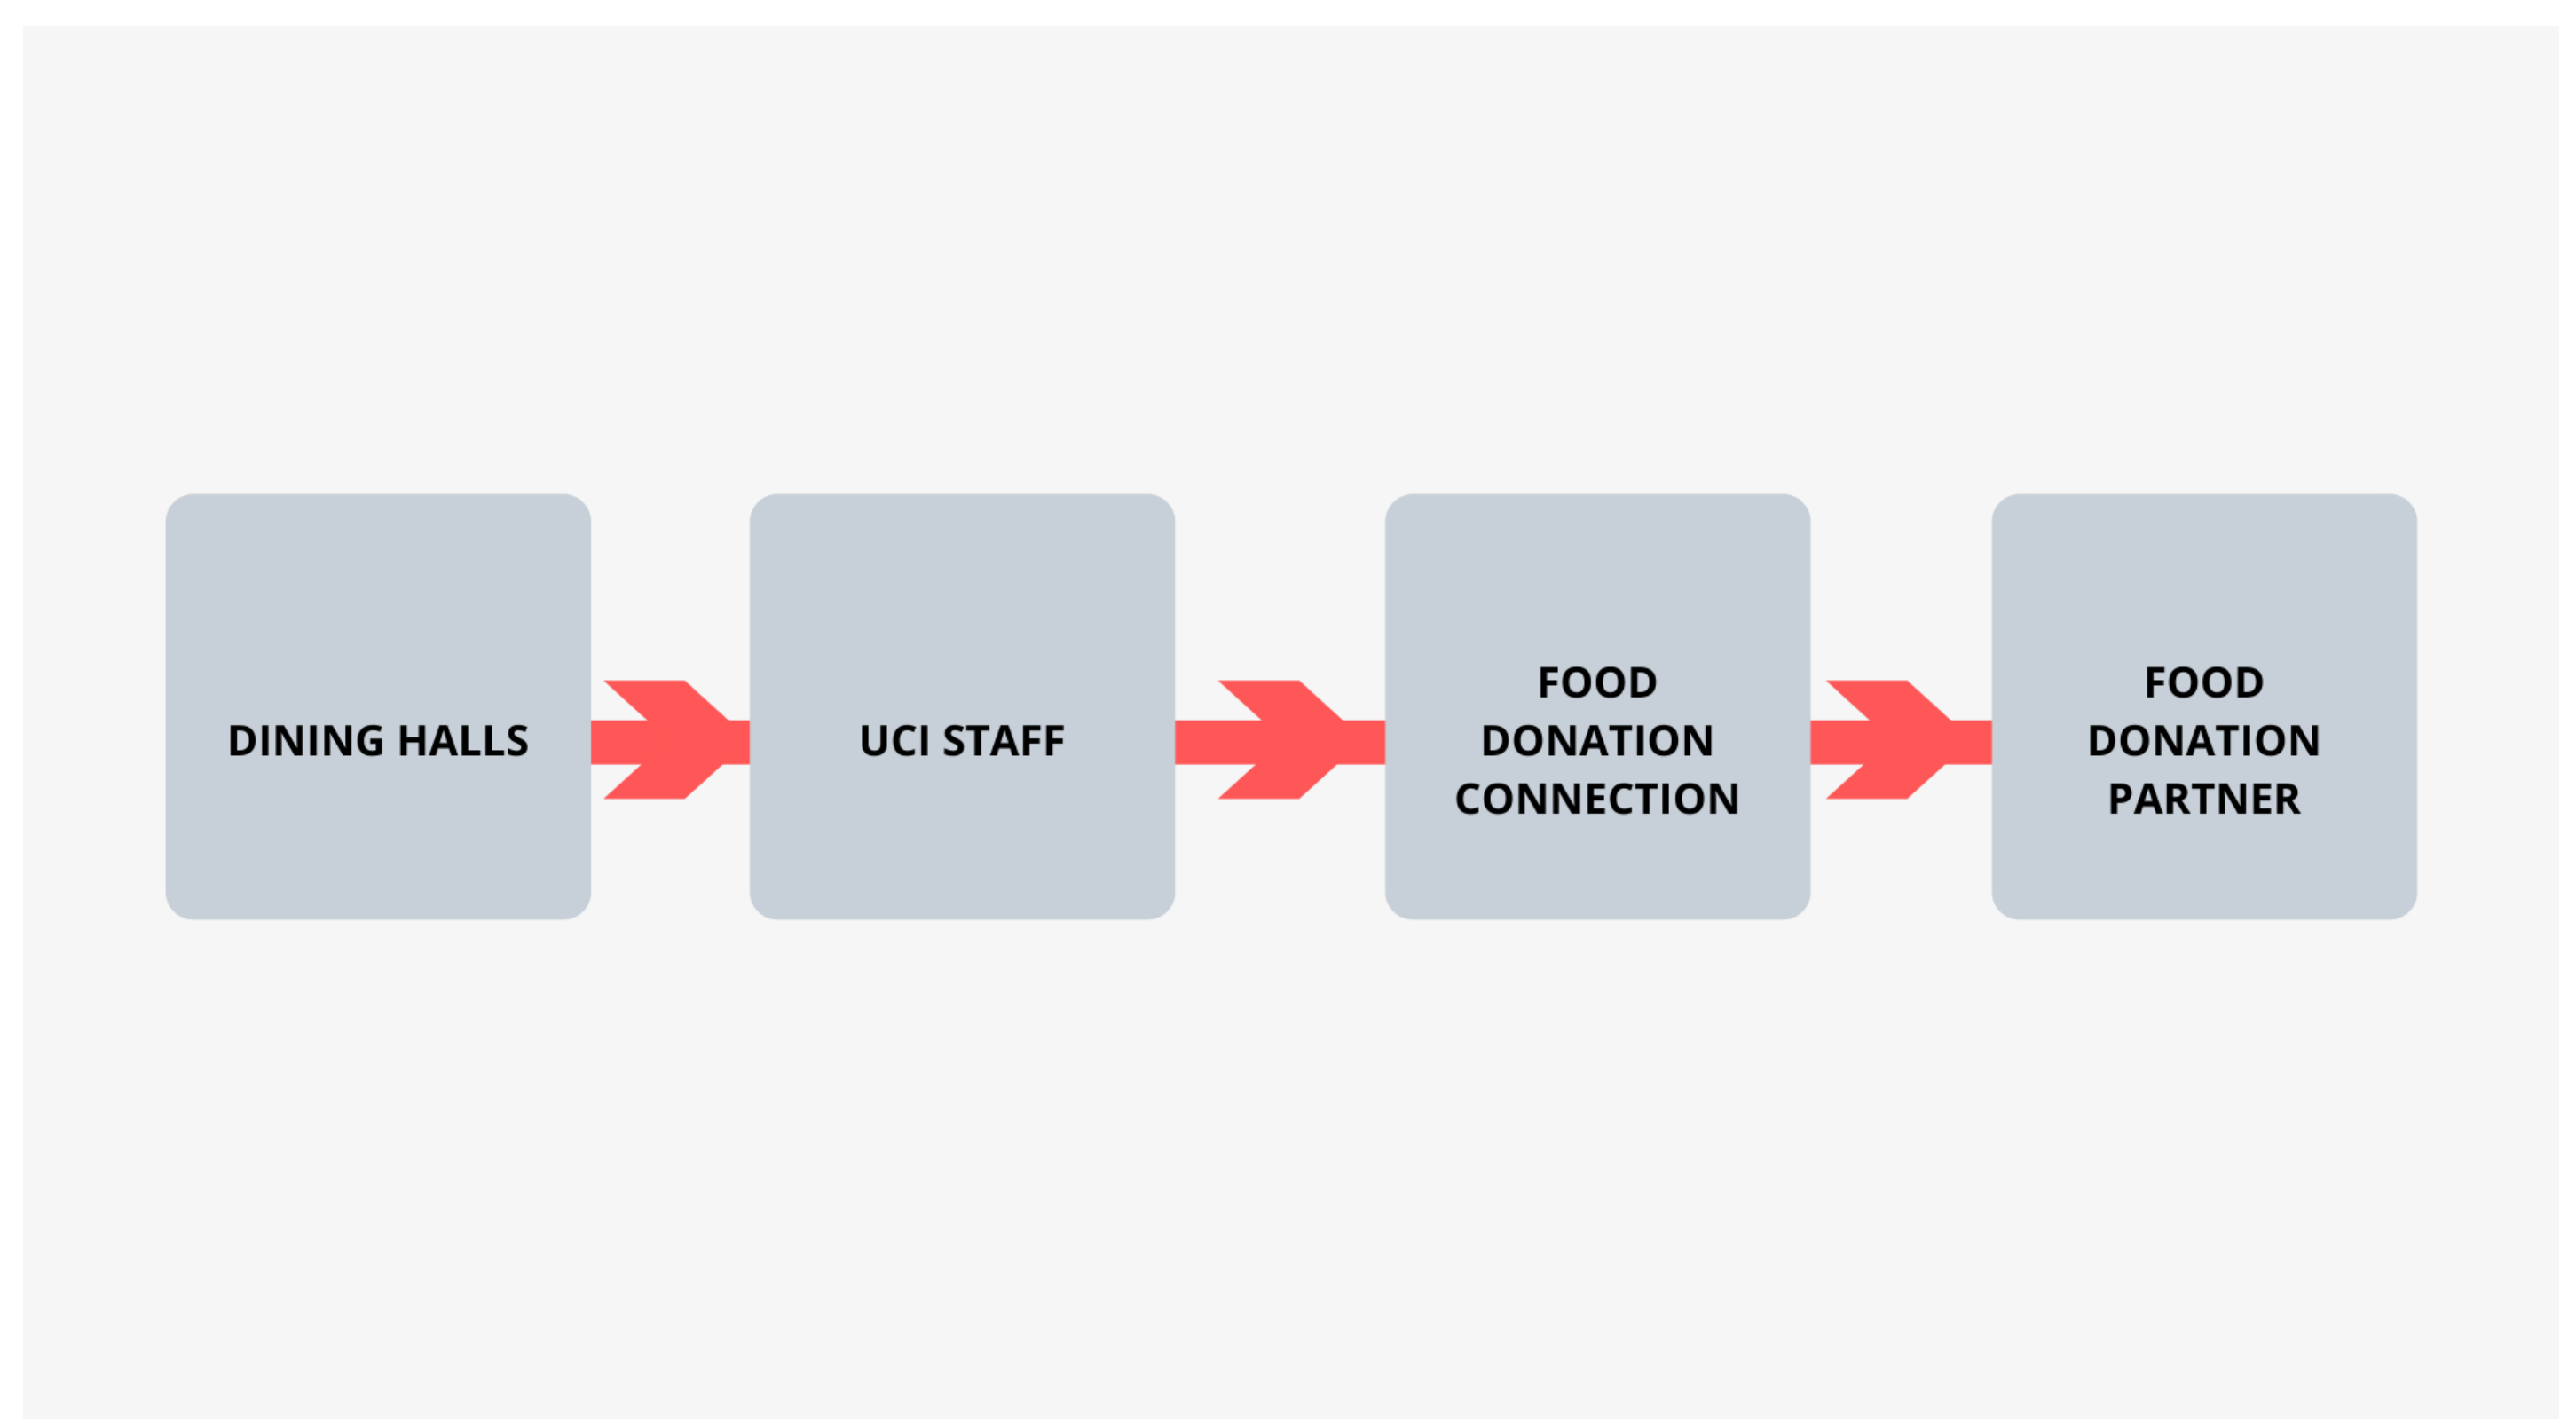 DINING HALLS
UCI STAFF
FOOD
DONATION
CONNECTION
FOOD
DONATION
PARTNER